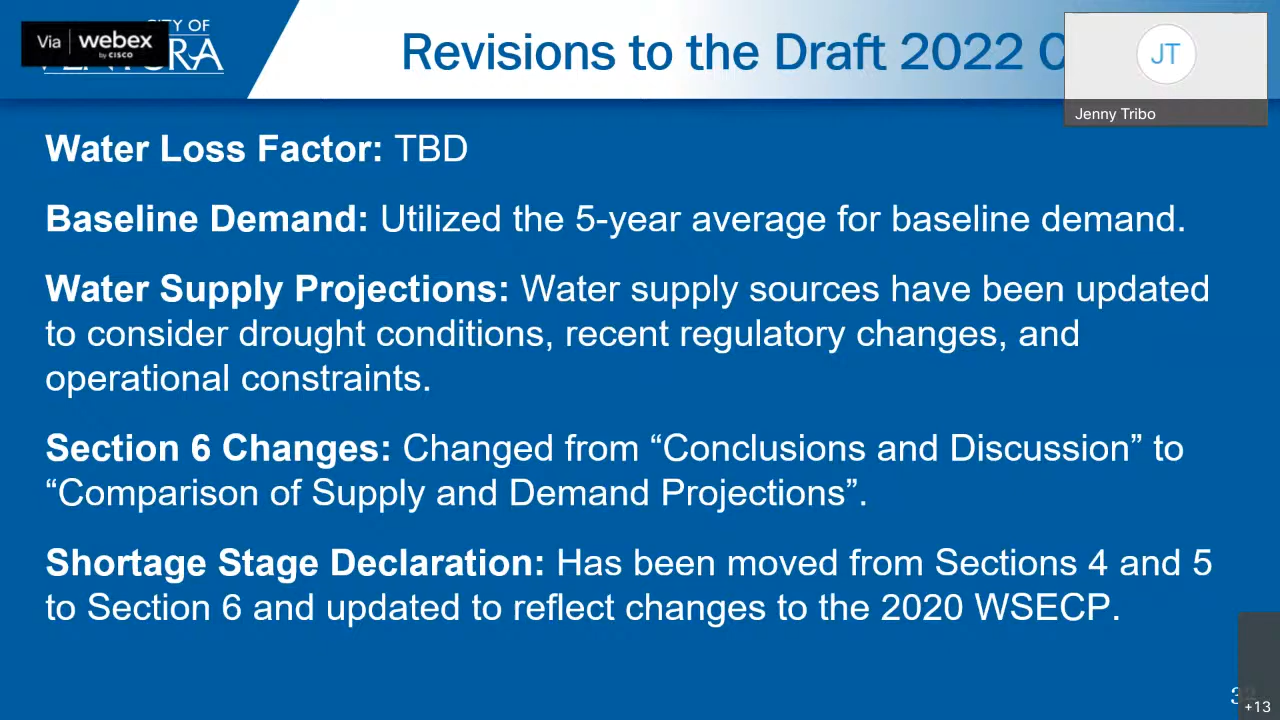 Via webex
by CISCO
CITY OF
Revisions to the Draft 2022
JT
Jenny Tribo
Water Loss Factor: TBD
Baseline Demand: Utilized the 5-year average for baseline demand.
Water Supply Projections: Water supply sources have been updated
to consider drought conditions, recent regulatory changes, and
operational constraints.
Section 6 Changes: Changed from “Conclusions and Discussion” to
“Comparison of Supply and Demand Projections”.
Shortage Stage Declaration: Has been moved from Sections 4 and 5
to Section 6 and updated to reflect changes to the 2020 WSECP.
+13